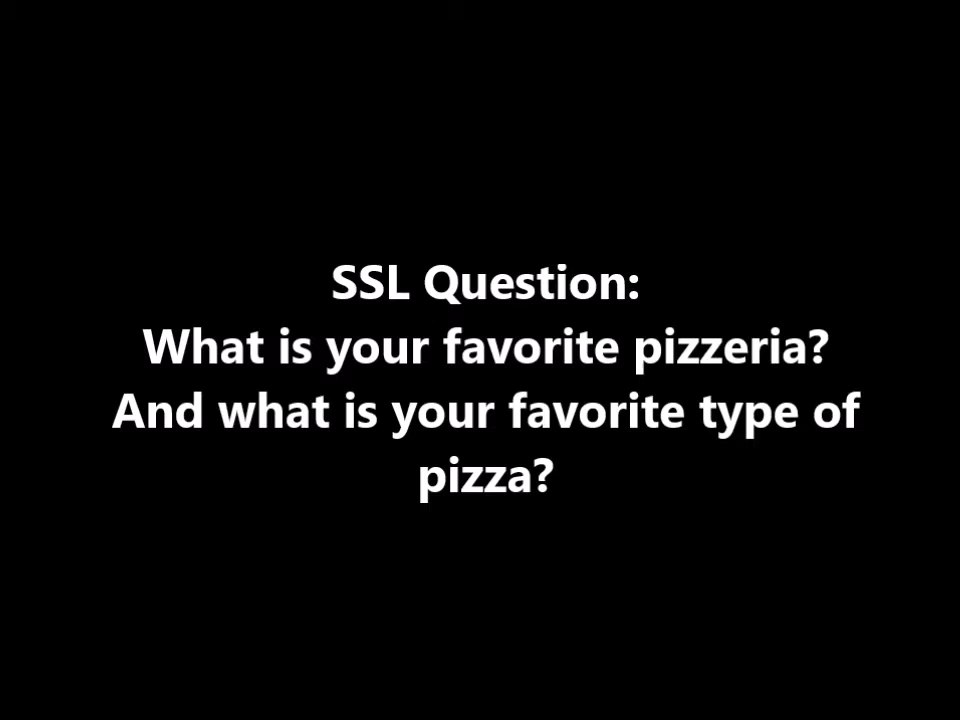 SSL Question:
What is your favorite pizzeria?
And what is your favorite type of
pizza?